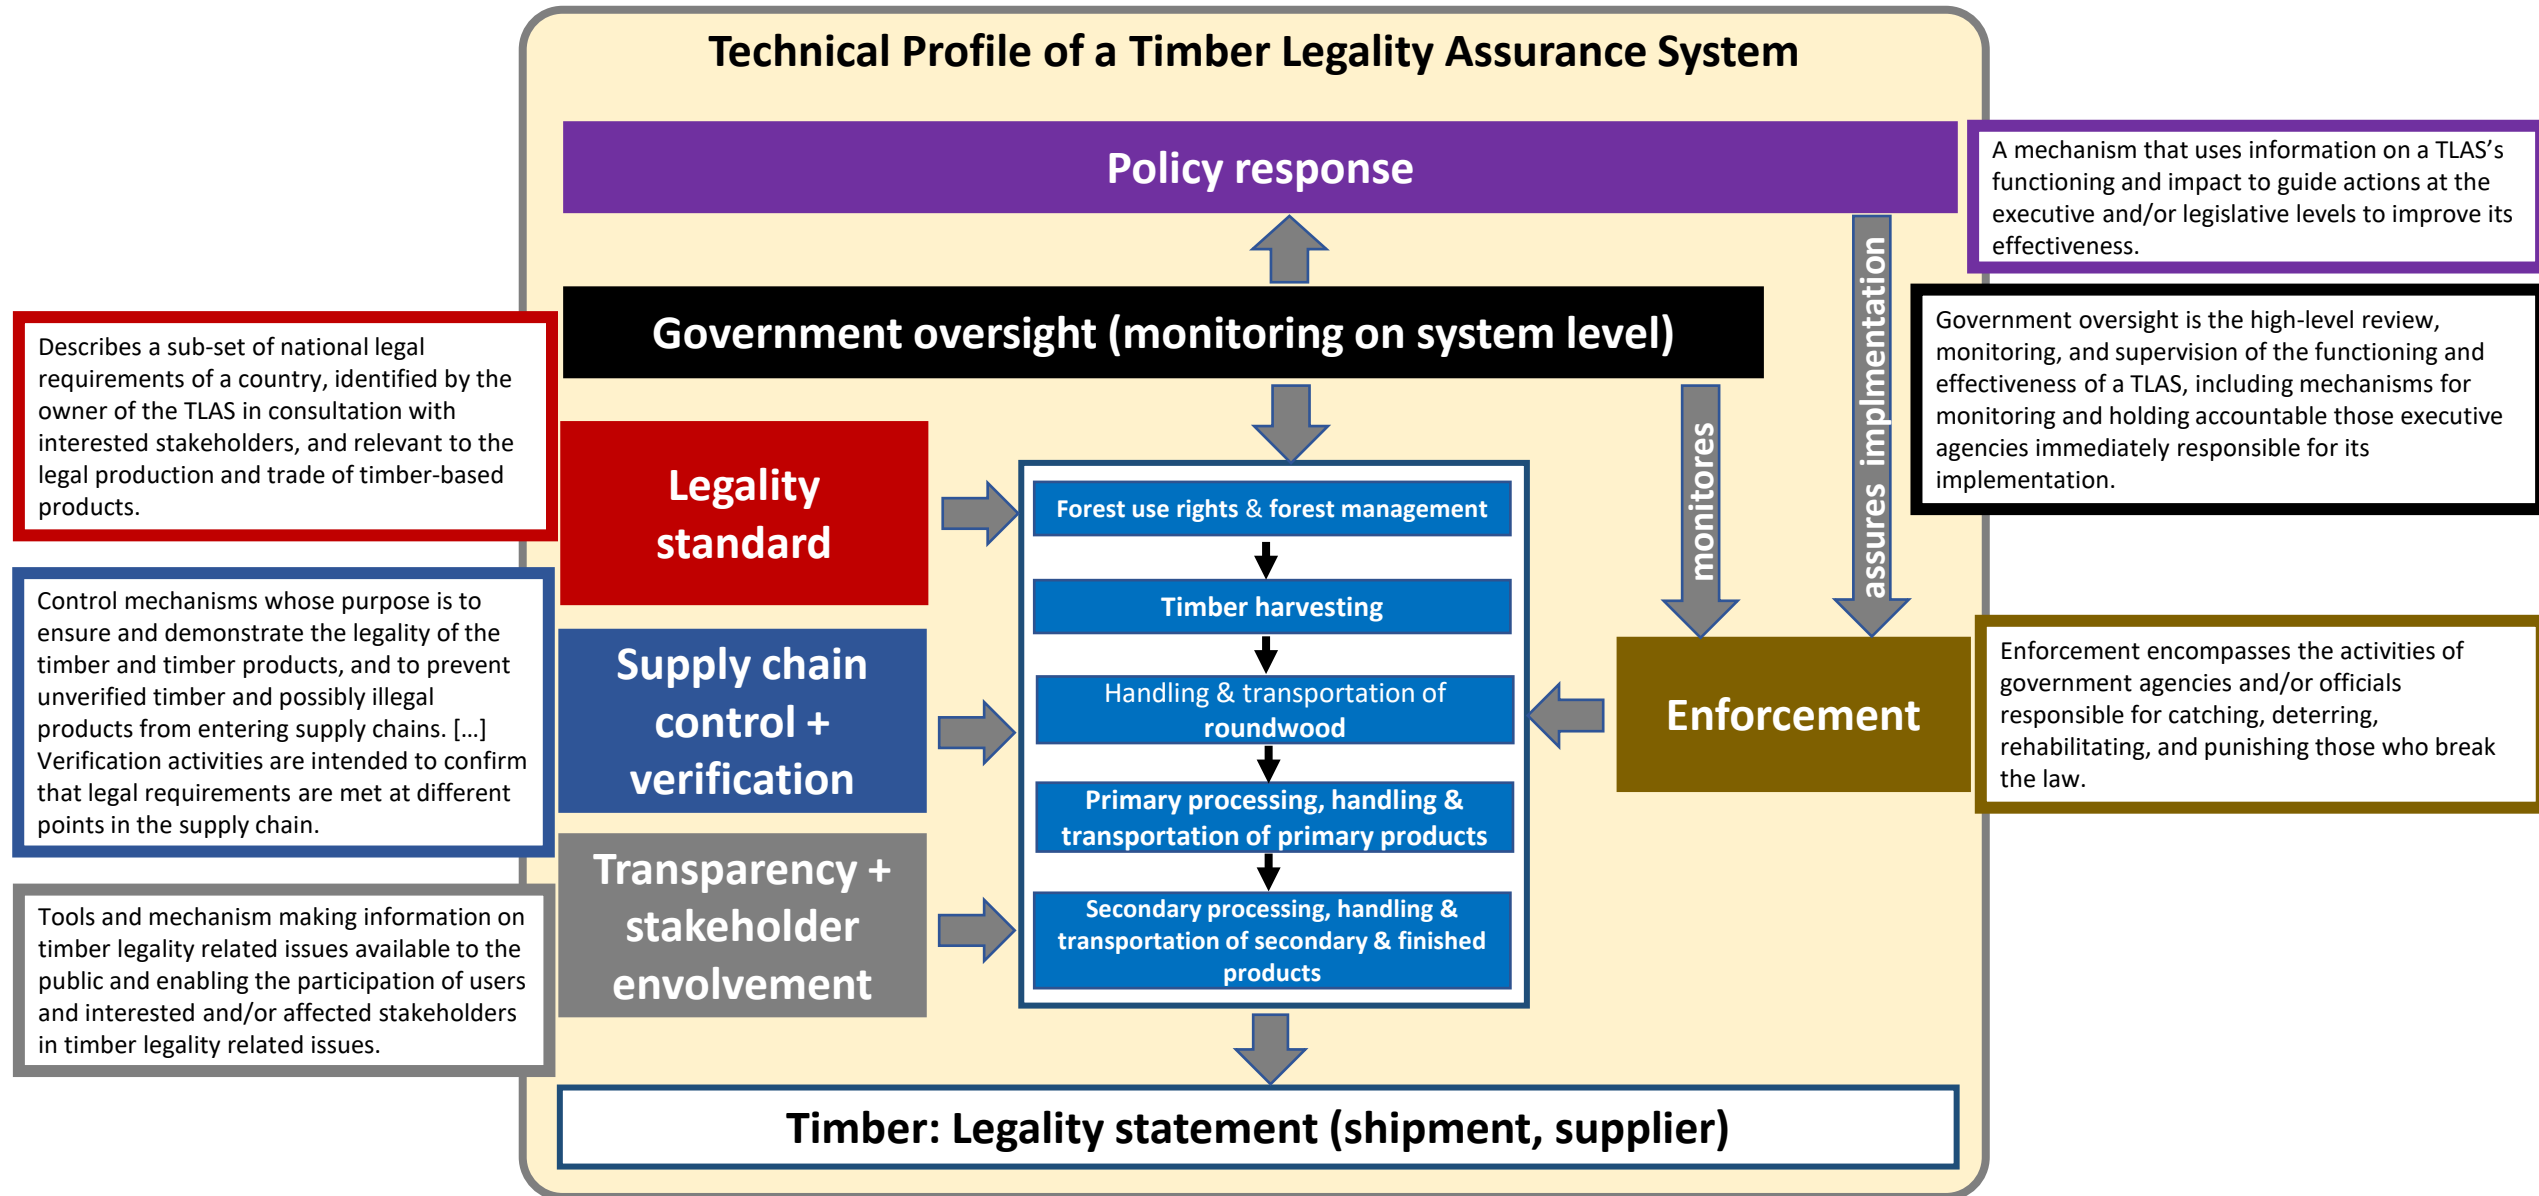 Technical Profile of a Timber Legality Assurance System
Policy response
A mechanism that uses information on a TLAS’s
functioning and impact to guide actions at the
executive and/or legislative levels to improve its
effectiveness.
Government oversight (monitoring on system level)
Government oversight is the high-level review,
monitoring, and supervision of the functioning and
effectiveness of a TLAS, including mechanisms for
monitoring and holding accountable those executive
agencies immediately responsible for its
implementation.
monitores
assures implmentation
Describes a sub-set of national legal
requirements of a country, identified by the
owner of the TLAS in consultation with
interested stakeholders, and relevant to the
legal production and trade of timber-based
products.
Legality
standard
Control mechanisms whose purpose is to
ensure and demonstrate the legality of the
timber and timber products, and to prevent
unverified timber and possibly illegal
products from entering supply chains. […]
Verification activities are intended to confirm
that legal requirements are met at different
points in the supply chain.
Supply chain
control +
verification
Tools and mechanism making information on
timber legality related issues available to the
public and enabling the participation of users
and interested and/or affected stakeholders
in timber legality related issues.
Transparency +
stakeholder
envolvement
Forest use rights & forest management
Timber harvesting
Handling & transportation of
roundwood
Primary processing, handling &
transportation of primary products
Secondary processing, handling &
transportation of secondary & finished
products
Enforcement
Enforcement encompasses the activities of
government agencies and/or officials
responsible for catching, deterring,
rehabilitating, and punishing those who break
the law.
Timber: Legality statement (shipment, supplier)